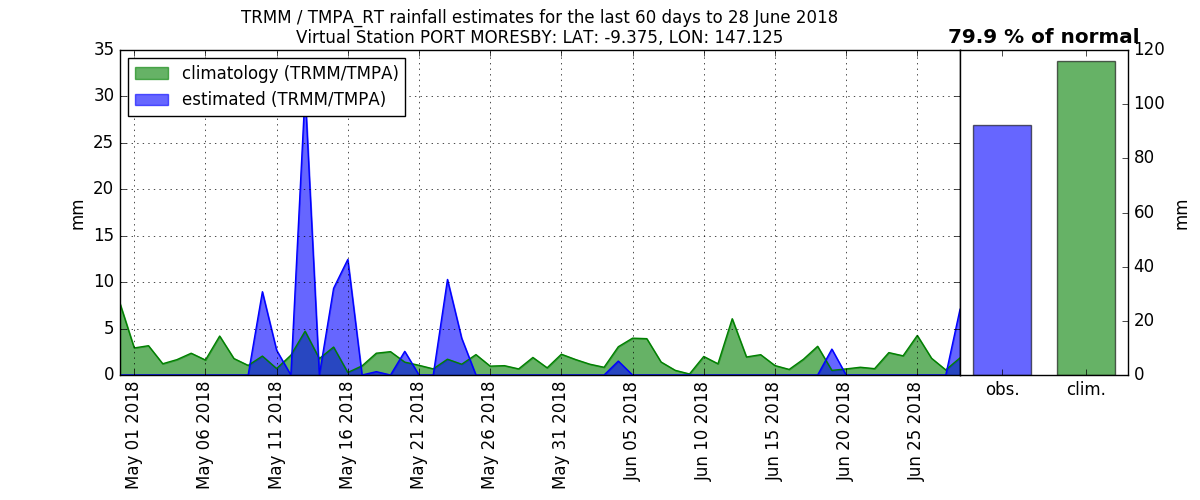 TRMM / TMPA_RT rainfall estimates for the last 60 days to 28 June 2018
Virtual Station PORT MORESBY: LAT: -9.375, LON: 147.125
79.9 % of normal
climatology (TRMM/TMPA)
estimated (TRMM/TMPA)
35
30
25
20
15
10
5
0
mm
May 01 2018
May 06 2018
May 11 2018
May 16 2018
May 21 2018
May 26 2018
May 31 2018
Jun 05 2018
Jun 10 2018
Jun 15 2018
Jun 20 2018
Jun 25 2018
obs.
clim.
120
100
80
60
40
20
0
mm